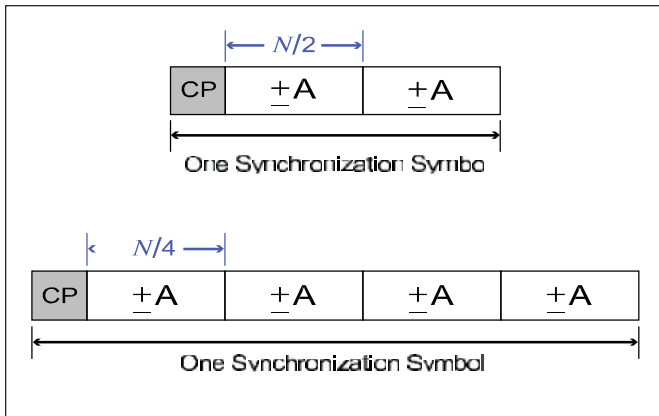 N/2
CP ±A ±A
One Synchronization Symbo
N/4
CP ±A ±A ±A ±A
One Synchronization Symbol